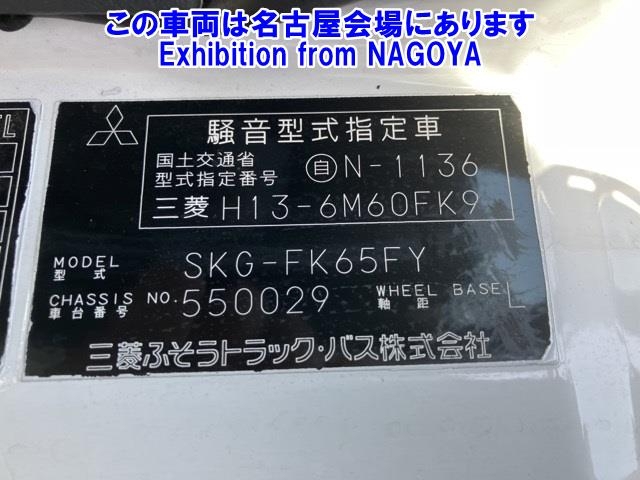 この車両は名古屋会場にあります
Exhibition from NAGOYA
騒音型式指定車
国土交通省
型式指定番号
自 N-1136
三菱 H13-6M60FK9
MODEL
型式
SKG-FK65FY
CHASSIS NO.
車台番号
550029
WHEEL BASE
軸距
L
三菱ふそうトラック・バス株式会社